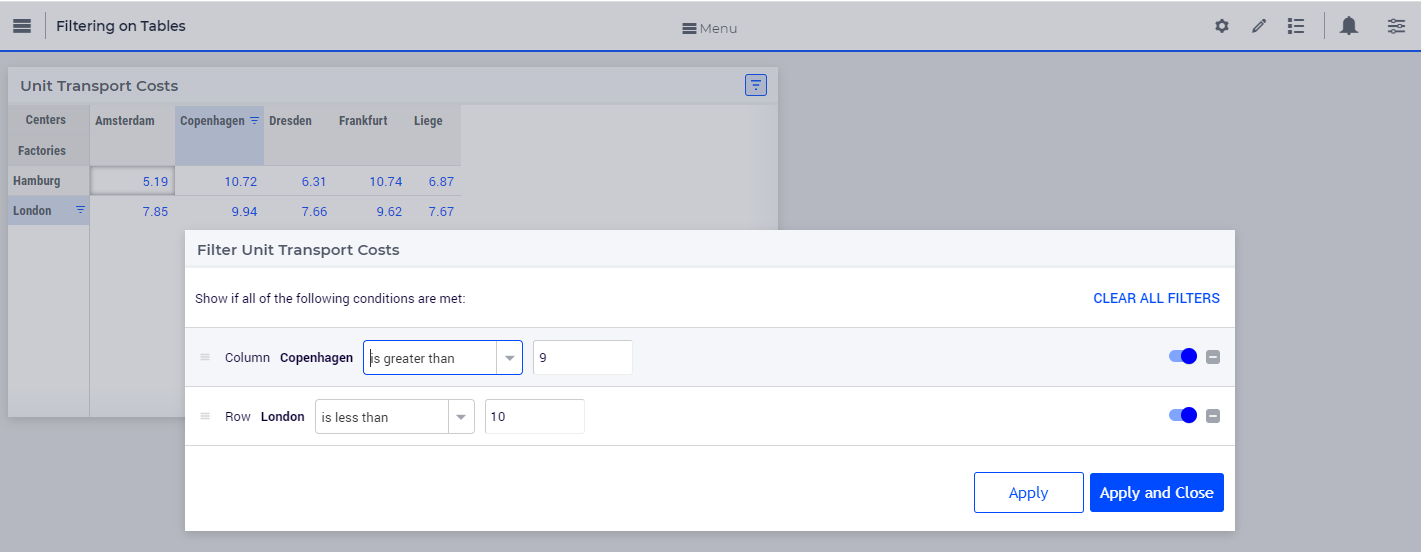 Filtering on Tables Menu
Unit Transport Costs
Centers Amsterdam Copenhagen Dresden Frankfurt Liege
Factories
Hamburg 5.19 10.72 6.31 10.74 6.87
London 7.85 9.94 7.66 9.62 7.67
Filter Unit Transport Costs
Show if all of the following conditions are met: CLEAR ALL FILTERS
Column Copenhagen is greater than 9
Row London is less than 10
Apply Apply and Close